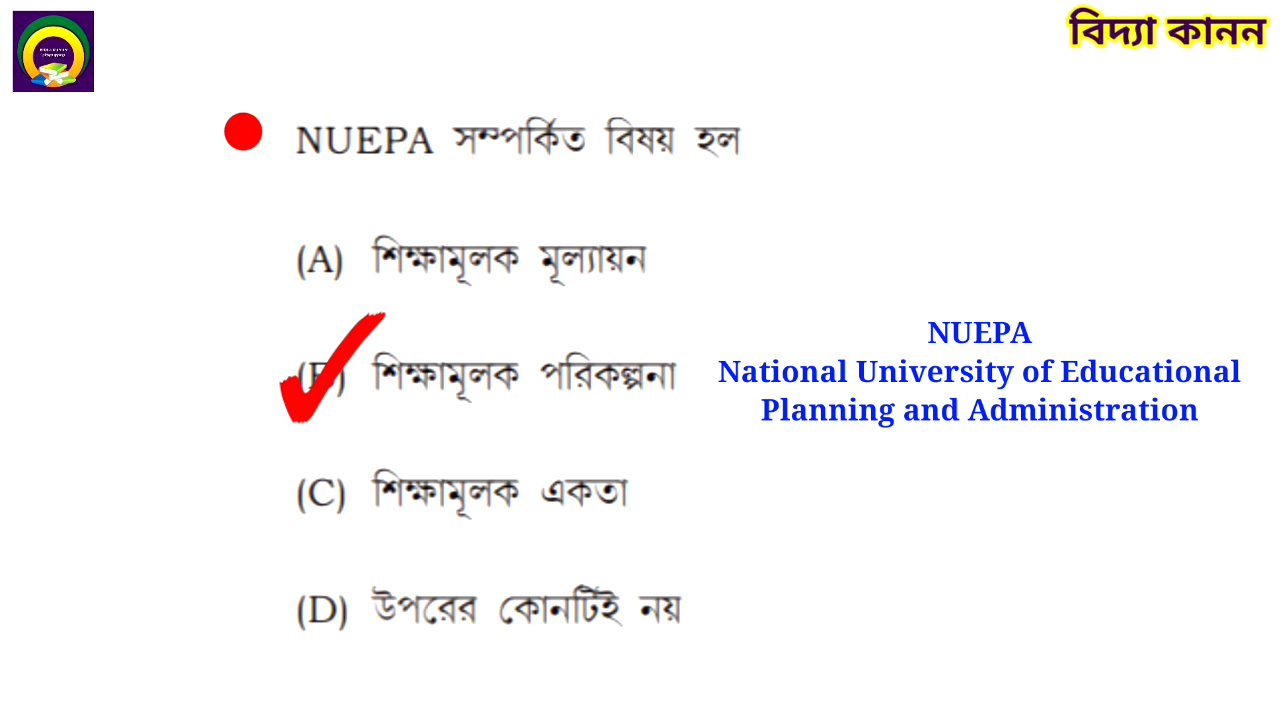 বিদ্যা কানন
NUEPA সম্পর্কিত বিষয় হল
(A) শিক্ষামূলক মূল্যায়ন
(B) শিক্ষামূলক পরিকল্পনা
NUEPA
National University of Educational
Planning and Administration
(C) শিক্ষামূলক একতা
(D) উপরের কোনটিই নয়